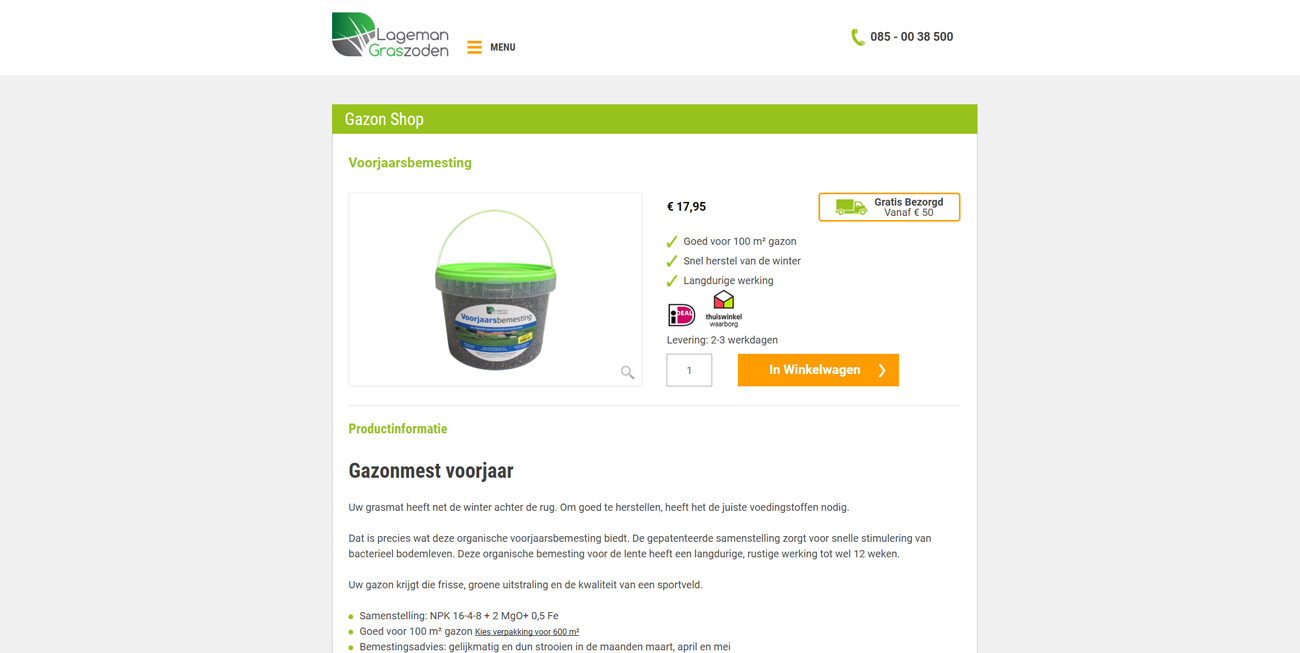 Lageman
Graszoden
MENU
085 - 00 38 500
Gazon Shop
Voorjaarsbemesting
Voorjaarsbemesting
€ 17,95
Gratis Bezorgd
Vanaf € 50
Goed voor 100 m² gazon
Snel herstel van de winter
Langdurige werking
iDEAL
thuiswinkel
waarborg
Levering: 2-3 werkdagen
1
In Winkelwagen
Productinformatie
Gazonmest voorjaar
Uw grasmat heeft net de winter achter de rug. Om goed te herstellen, heeft het de juiste voedingstoffen nodig.
Dat is precies wat deze organische voorjaarsbemesting biedt. De gepatenteerde samenstelling zorgt voor snelle stimulering van
bacterieel bodemleven. Deze organische bemesting voor de lente heeft een langdurige, rustige werking tot wel 12 weken.
Uw gazon krijgt die frisse, groene uitstraling en de kwaliteit van een sportveld.
Samenstelling: NPK 16-4-8 + 2 MgO+ 0,5 Fe
Goed voor 100 m² gazon Kies verpakking voor 600 m²
Bemestingsadvies: gelijkmatig en dun strooien in de maanden maart, april en mei